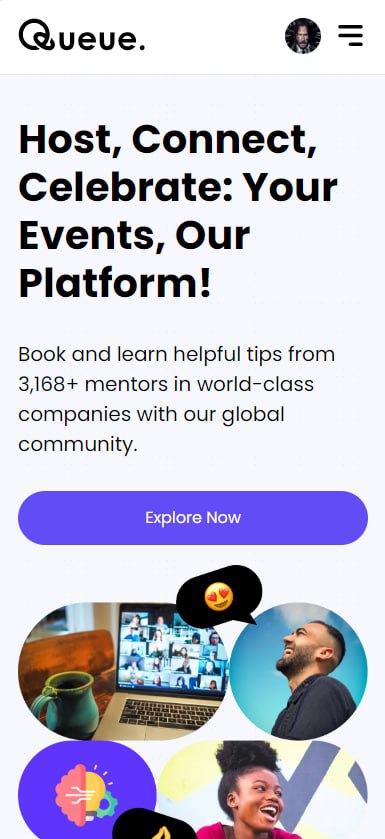 Queue.
Host, Connect,
Celebrate: Your
Events, Our
Platform!
Book and learn helpful tips from
3,168+ mentors in world-class
companies with our global
community.
Explore Now